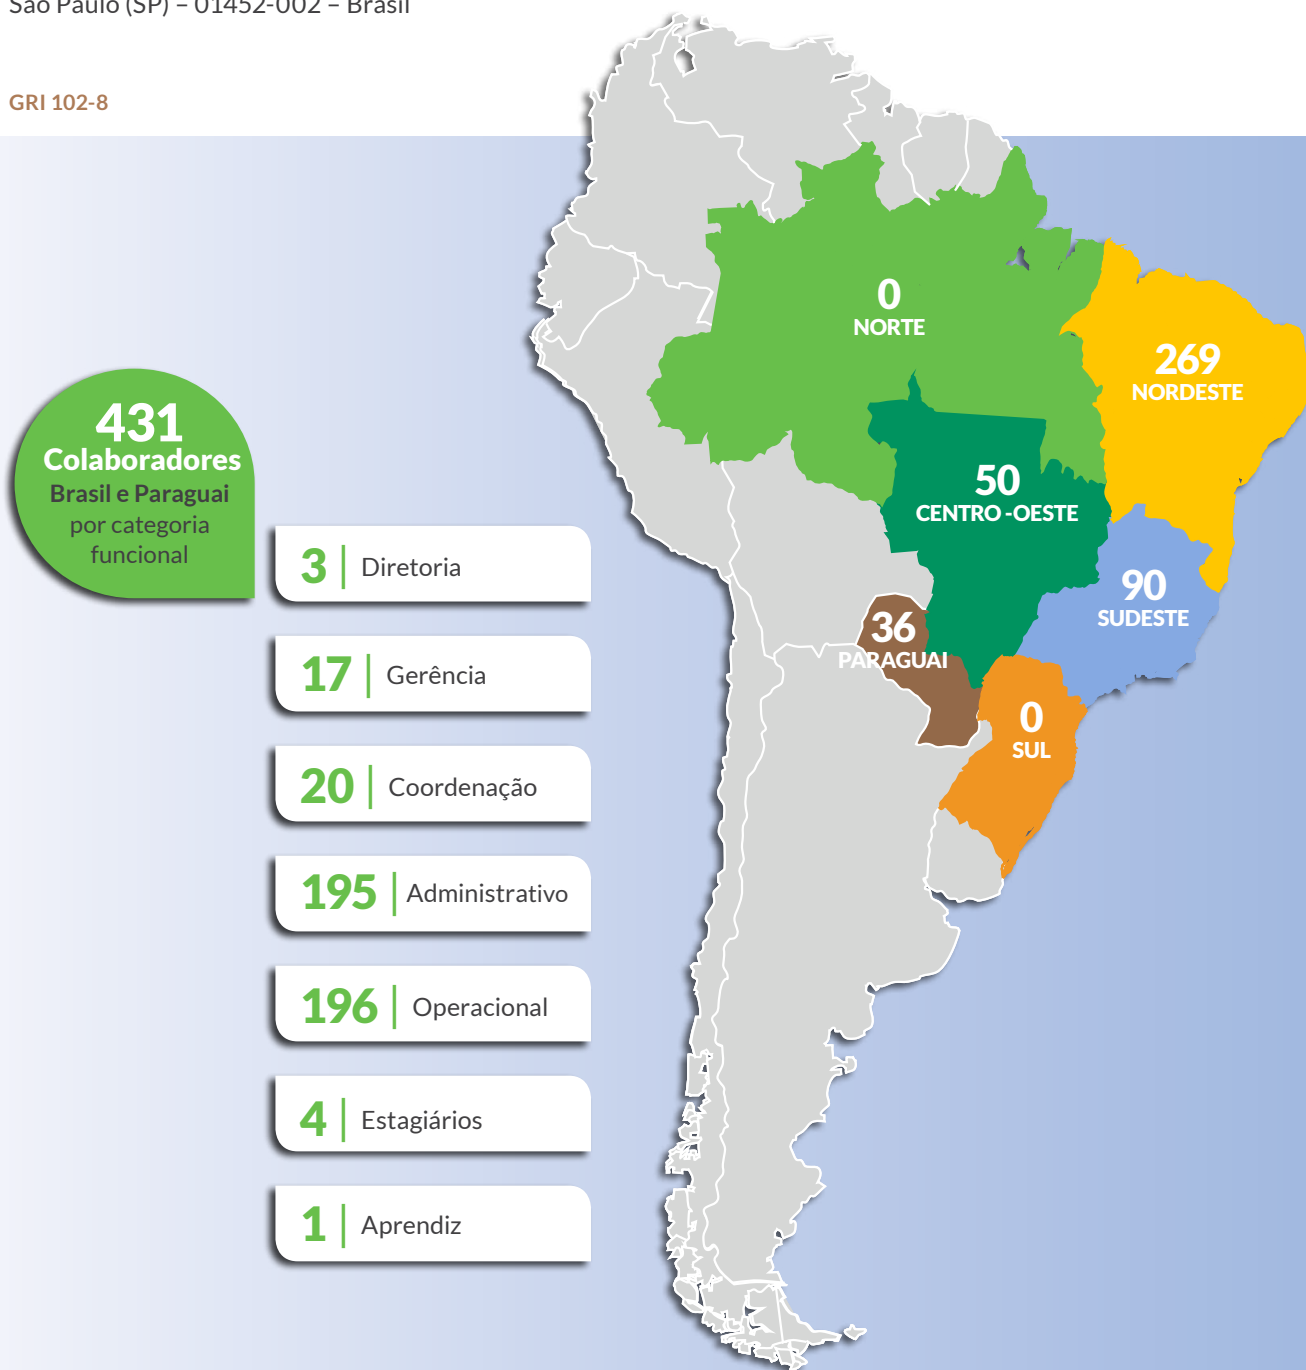 São Paulo (SP) – 01452-002 – Brasil
GRI 102-8
431
Colaboradores
Brasil e Paraguai
por categoria
funcional
3 | Diretoria
17 | Gerência
20 | Coordenação
195 | Administrativo
196 | Operacional
4 | Estagiários
1 | Aprendiz
0
NORTE
269
NORDESTE
50
CENTRO -OESTE
90
SUDESTE
36
PARAGUAI
0
SUL